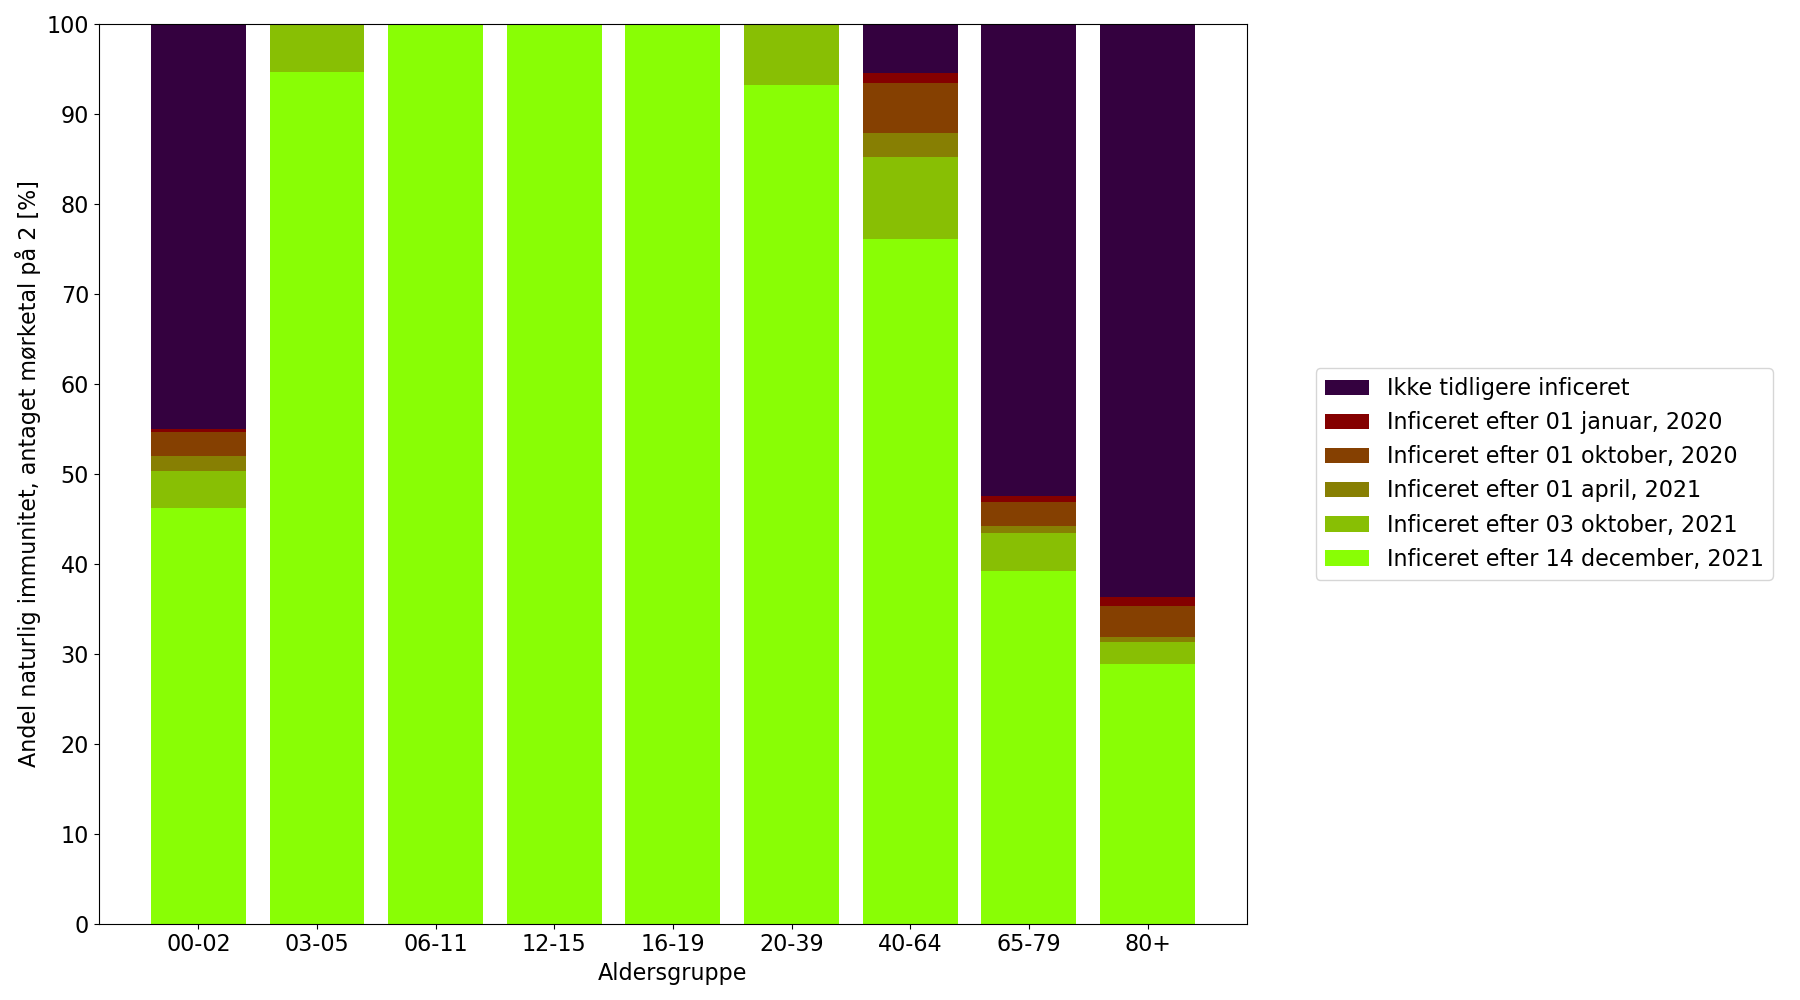 Andel naturlig immunitet, antaget mørketal på 2 [%]
100
90
80
70
60
50
40
30
20
10
0
00-02 03-05 06-11 12-15 16-19 20-39 40-64 65-79 80+
Aldersgruppe
Ikke tidligere inficeret
Inficeret efter 01 januar, 2020
Inficeret efter 01 oktober, 2020
Inficeret efter 01 april, 2021
Inficeret efter 03 oktober, 2021
Inficeret efter 14 december, 2021